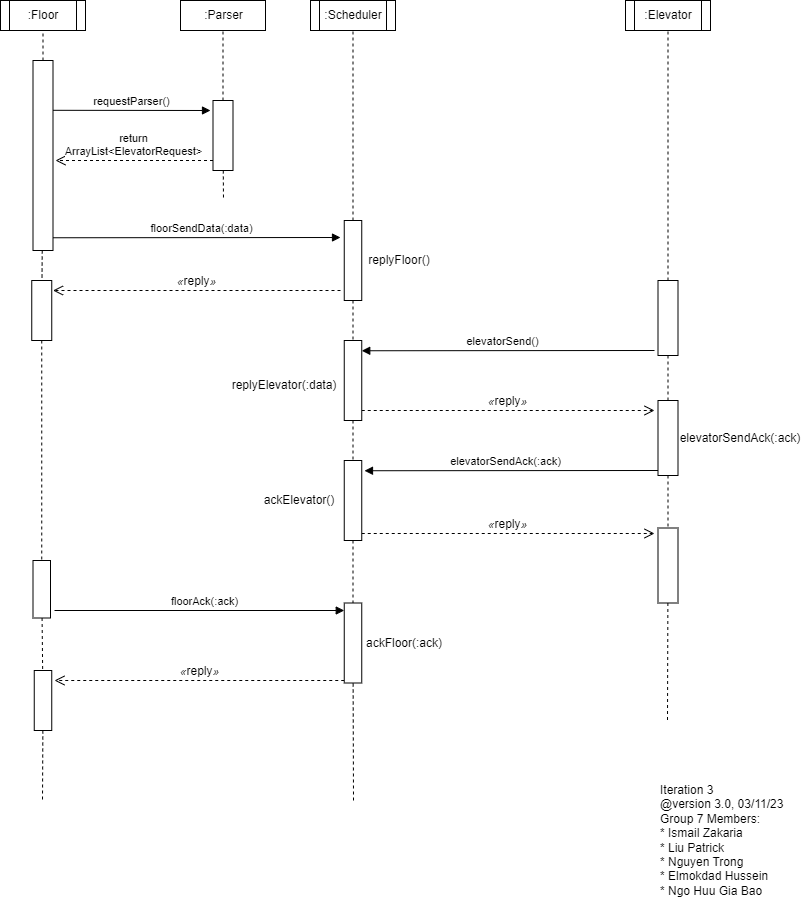 :Floor
:Parser
:Scheduler
:Elevator
requestParser()
return
ArrayList<ElevatorRequest>
floorSendData(:data)
replyFloor()
«reply»
elevatorSend()
replyElevator(:data)
«reply»
elevatorSendAck(:ack)
elevatorSendAck(:ack)
ackElevator()
«reply»
floorAck(:ack)
ackFloor(:ack)
«reply»
Iteration 3
@version 3.0, 03/11/23
Group 7 Members:
* Ismail Zakaria
* Liu Patrick
* Nguyen Trong
* Elmokdad Hussein
* Ngo Huu Gia Bao